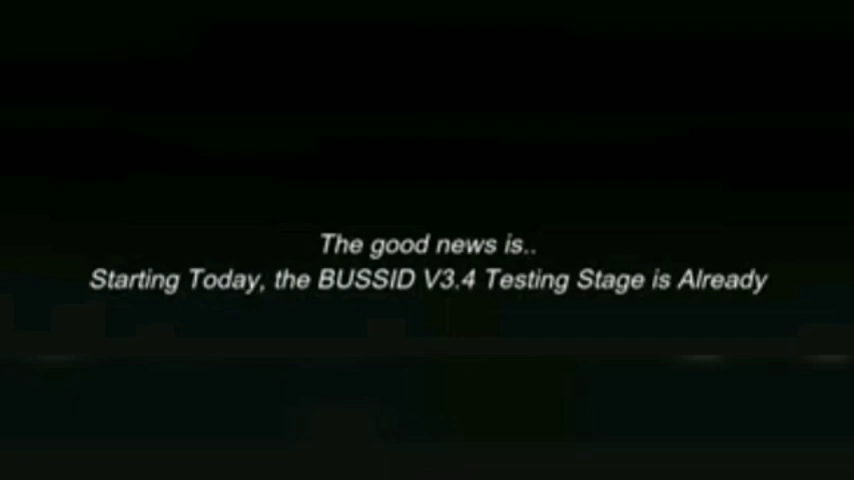 The good news is..
Starting Today, the BUSSID V3.4 Testing Stage is Already